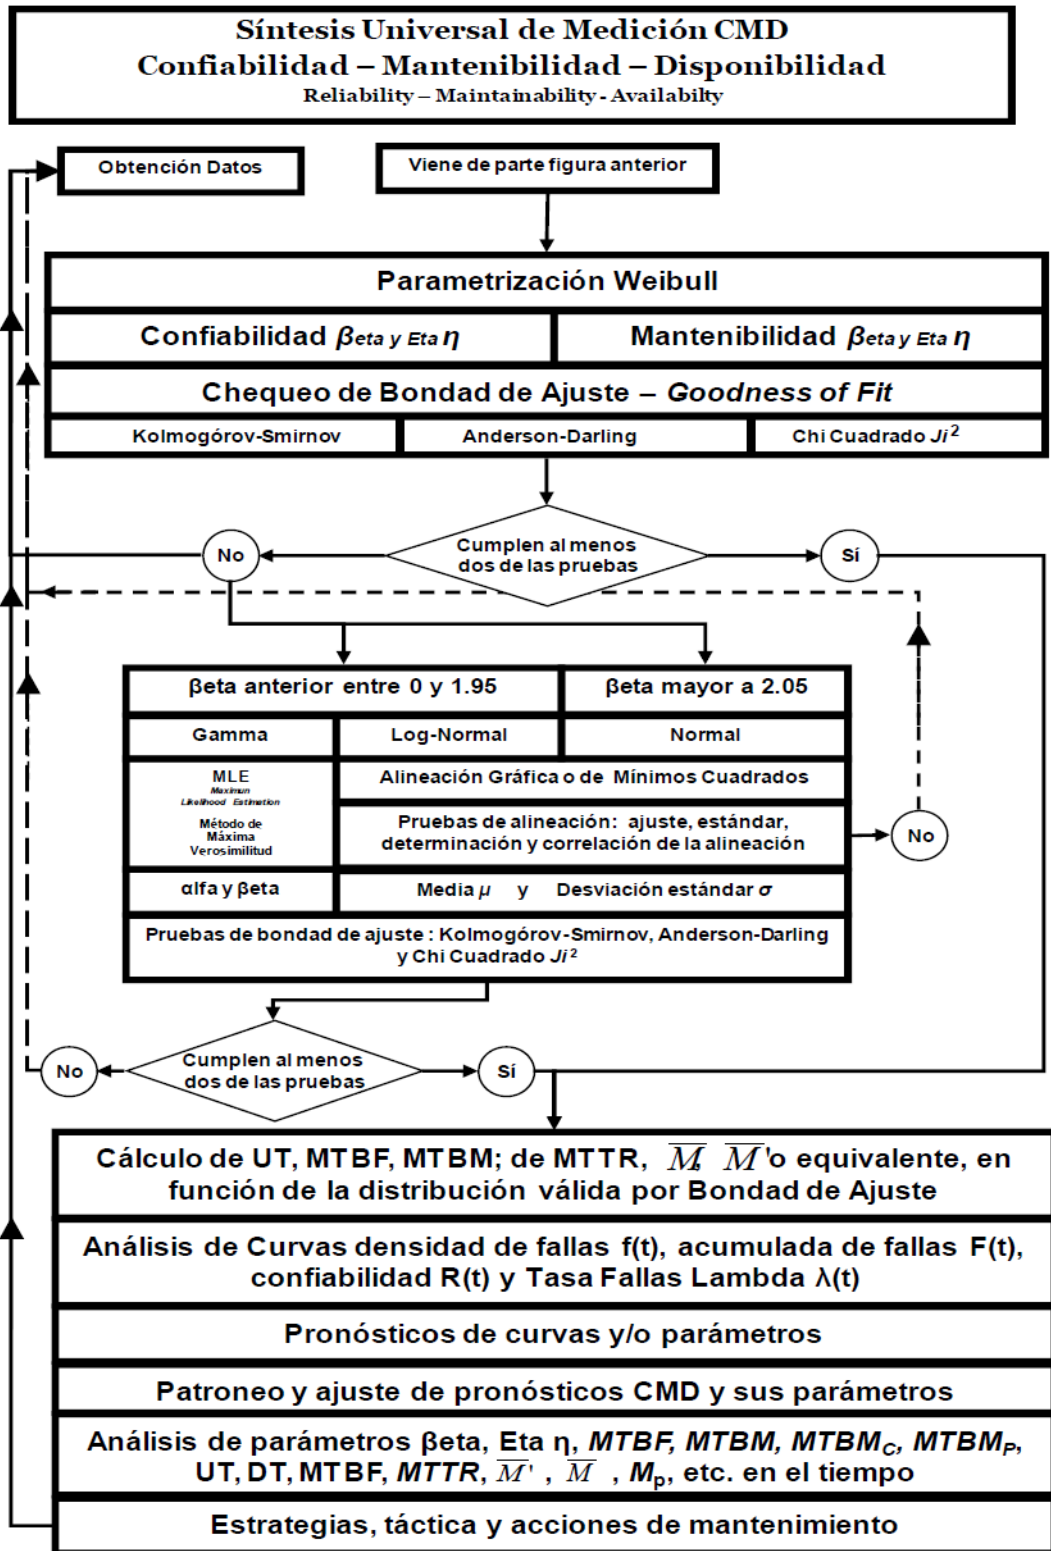 Síntesis Universal de Medición CMD
Confiabilidad – Mantenibilidad – Disponibilidad
Reliability – Maintainability - Availabilty
Obtención Datos
Viene de parte figura anterior
Parametrización Weibull
Confiabilidad βeta y Eta η
Mantenibilidad βeta y Eta η
Chequeo de Bondad de Ajuste – Goodness of Fit
Kolmogórov-Smirnov
Anderson-Darling
Chi Cuadrado Ji²
Cumplen al menos
dos de las pruebas
No
Sí
βeta anterior entre 0 y 1.95
βeta mayor a 2.05
Gamma
Log-Normal
Normal
MLE
Maximun
Likelihood Estimation
Método de
Máxima
Verosimilitud
Alineación Gráfica o de Mínimos Cuadrados
Pruebas de alineación: ajuste, estándar,
determinación y correlación de la alineación
No
αlfa y βeta
Media μ y Desviación estándar σ
Pruebas de bondad de ajuste : Kolmogórov-Smirnov, Anderson-Darling
y Chi Cuadrado Ji²
Cumplen al menos
dos de las pruebas
No
Sí
Cálculo de UT, MTBF, MTBM; de MTTR, M̅, M̅'o equivalente, en
función de la distribución válida por Bondad de Ajuste
Análisis de Curvas densidad de fallas f(t), acumulada de fallas F(t),
confiabilidad R(t) y Tasa Fallas Lambda λ(t)
Pronósticos de curvas y/o parámetros
Patroneo y ajuste de pronósticos CMD y sus parámetros
Análisis de parámetros βeta, Eta η, MTBF, MTBM, MTBM_C, MTBM_P,
UT, DT, MTBF, MTTR, M̅' , M̅ , M_p, etc. en el tiempo
Estrategias, táctica y acciones de mantenimiento